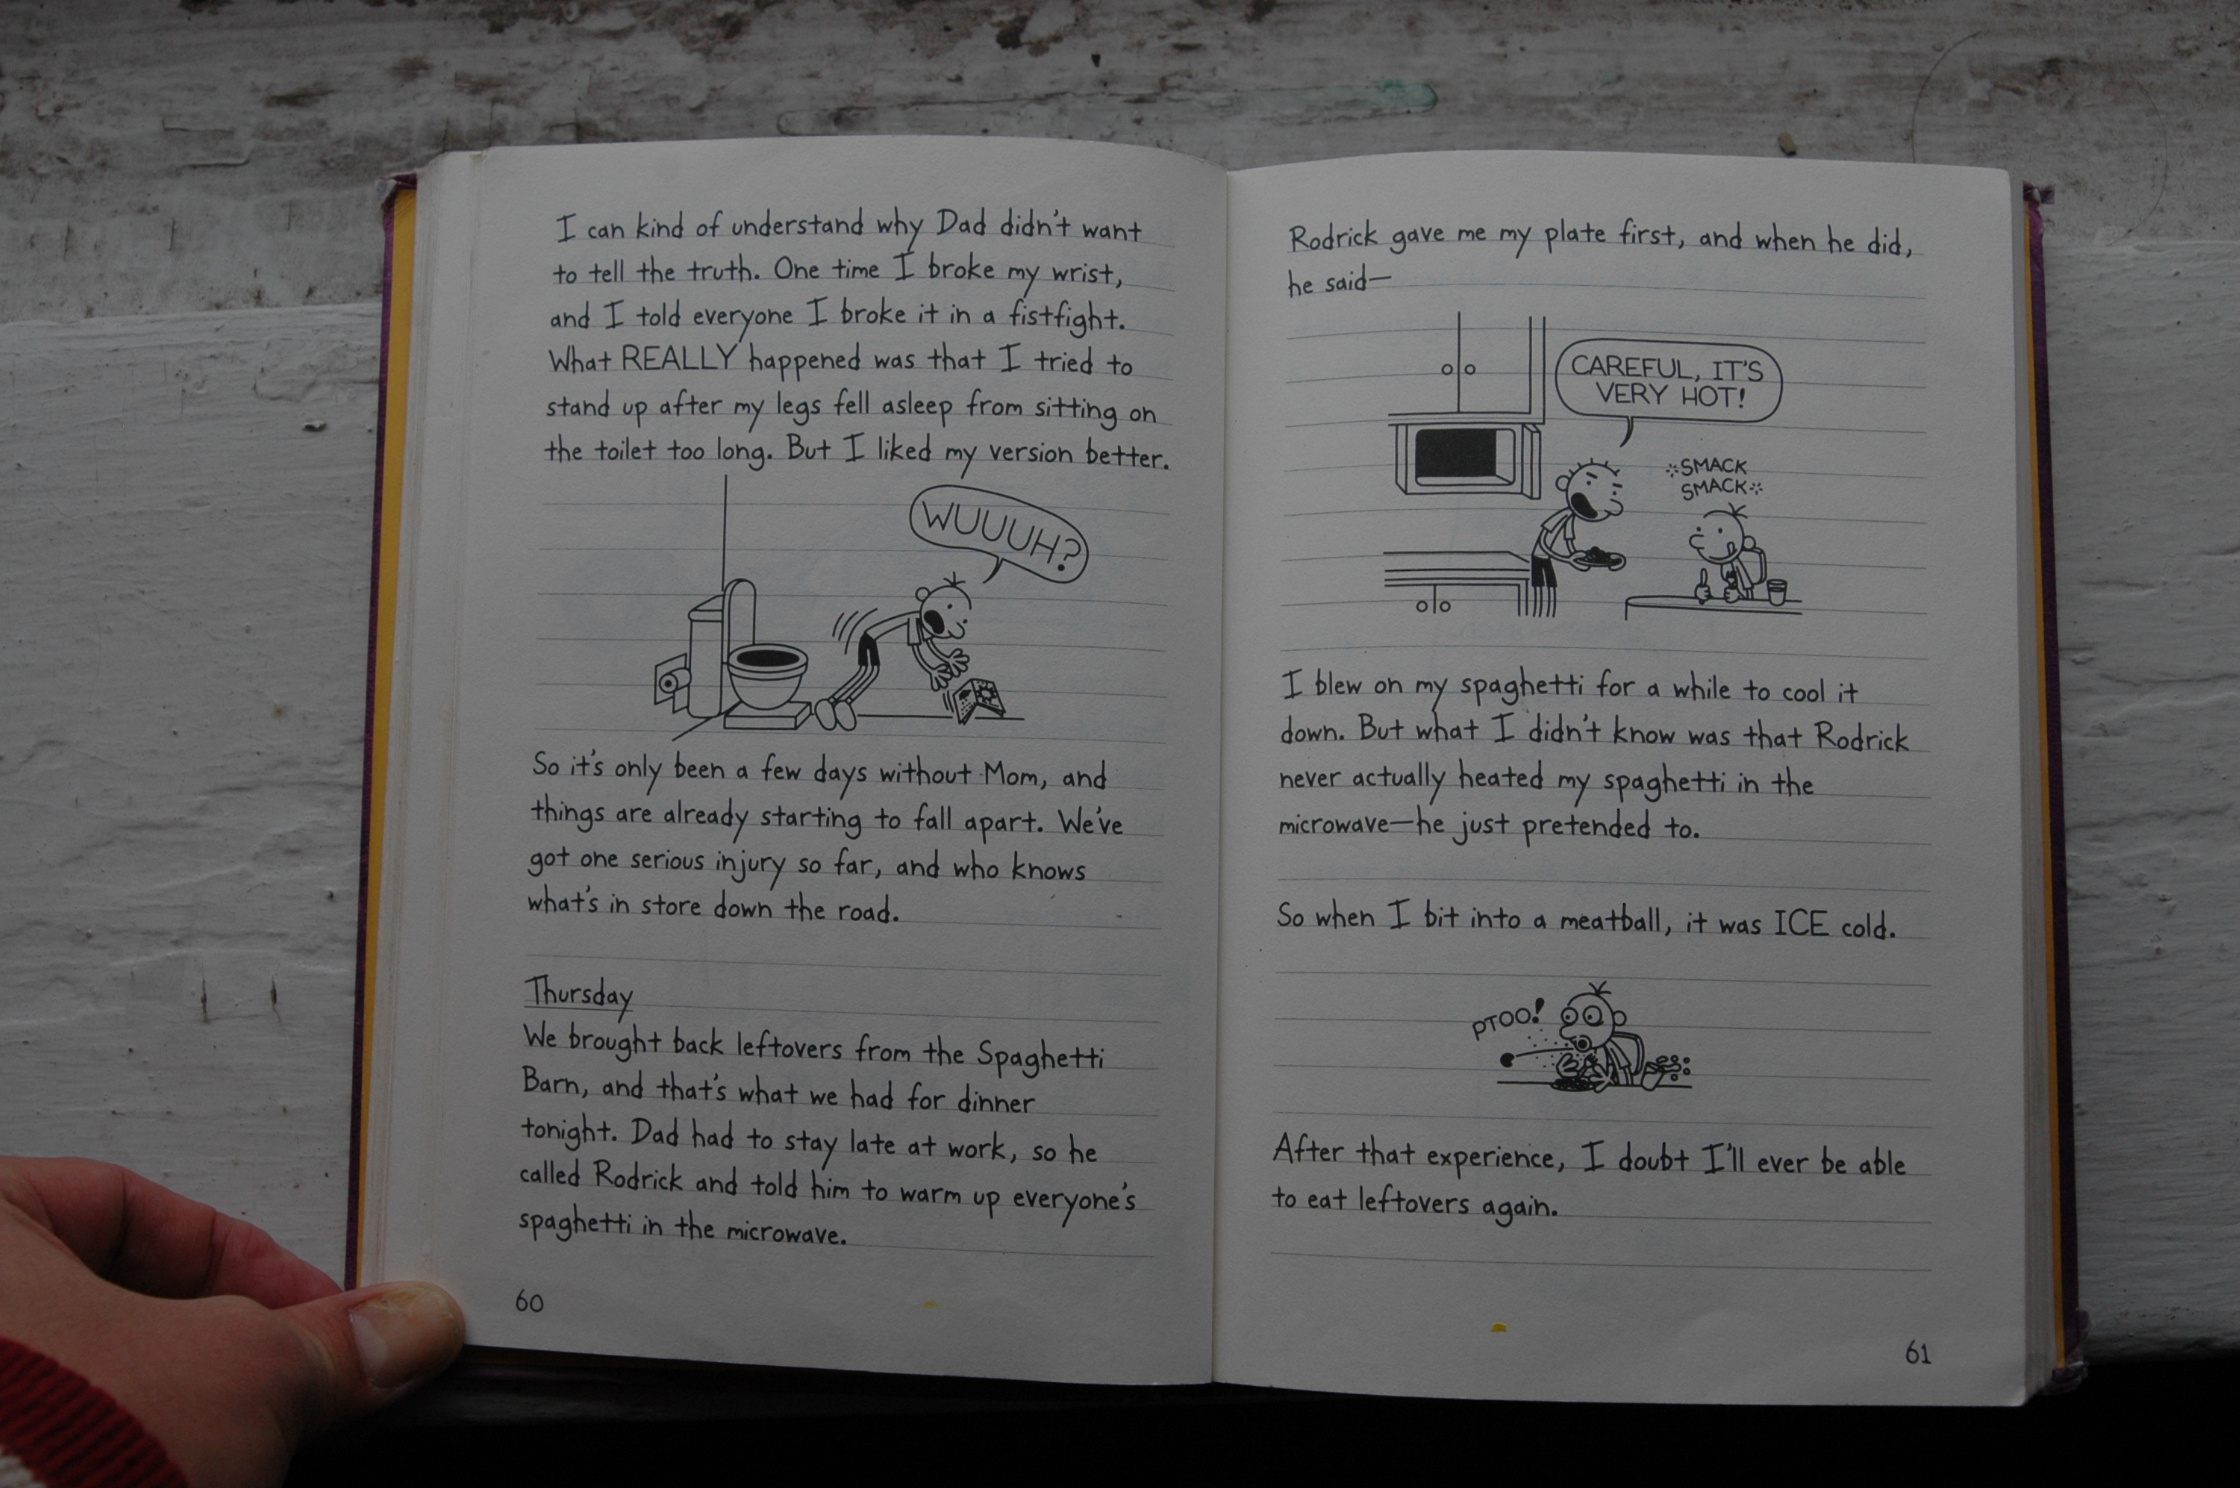 I can kind of understand why Dad didn't want
to tell the truth. One time I broke my wrist,
and I told everyone I broke it in a fistfight.
What REALLY happened was that I tried to
stand up after my legs fell asleep from sitting on
the toilet too long. But I liked my version better.
WUUUH?
So it's only been a few days without Mom, and
things are already starting to fall apart. We've
got one serious injury so far, and who knows
what's in store down the road.
Thursday
We brought back leftovers from the Spaghetti
Barn, and that's what we had for dinner
tonight. Dad had to stay late at work, so he
called Rodrick and told him to warm up everyone's
spaghetti in the microwave.
60
Rodrick gave me my plate first, and when he did,
he said—
CAREFUL, IT'S
VERY HOT!
*SMACK
SMACK*
I blew on my spaghetti for a while to cool it
down. But what I didn't know was that Rodrick
never actually heated my spaghetti in the
microwave—he just pretended to.
So when I bit into a meatball, it was ICE cold.
PTOO!
After that experience, I doubt I'll ever be able
to eat leftovers again.
61